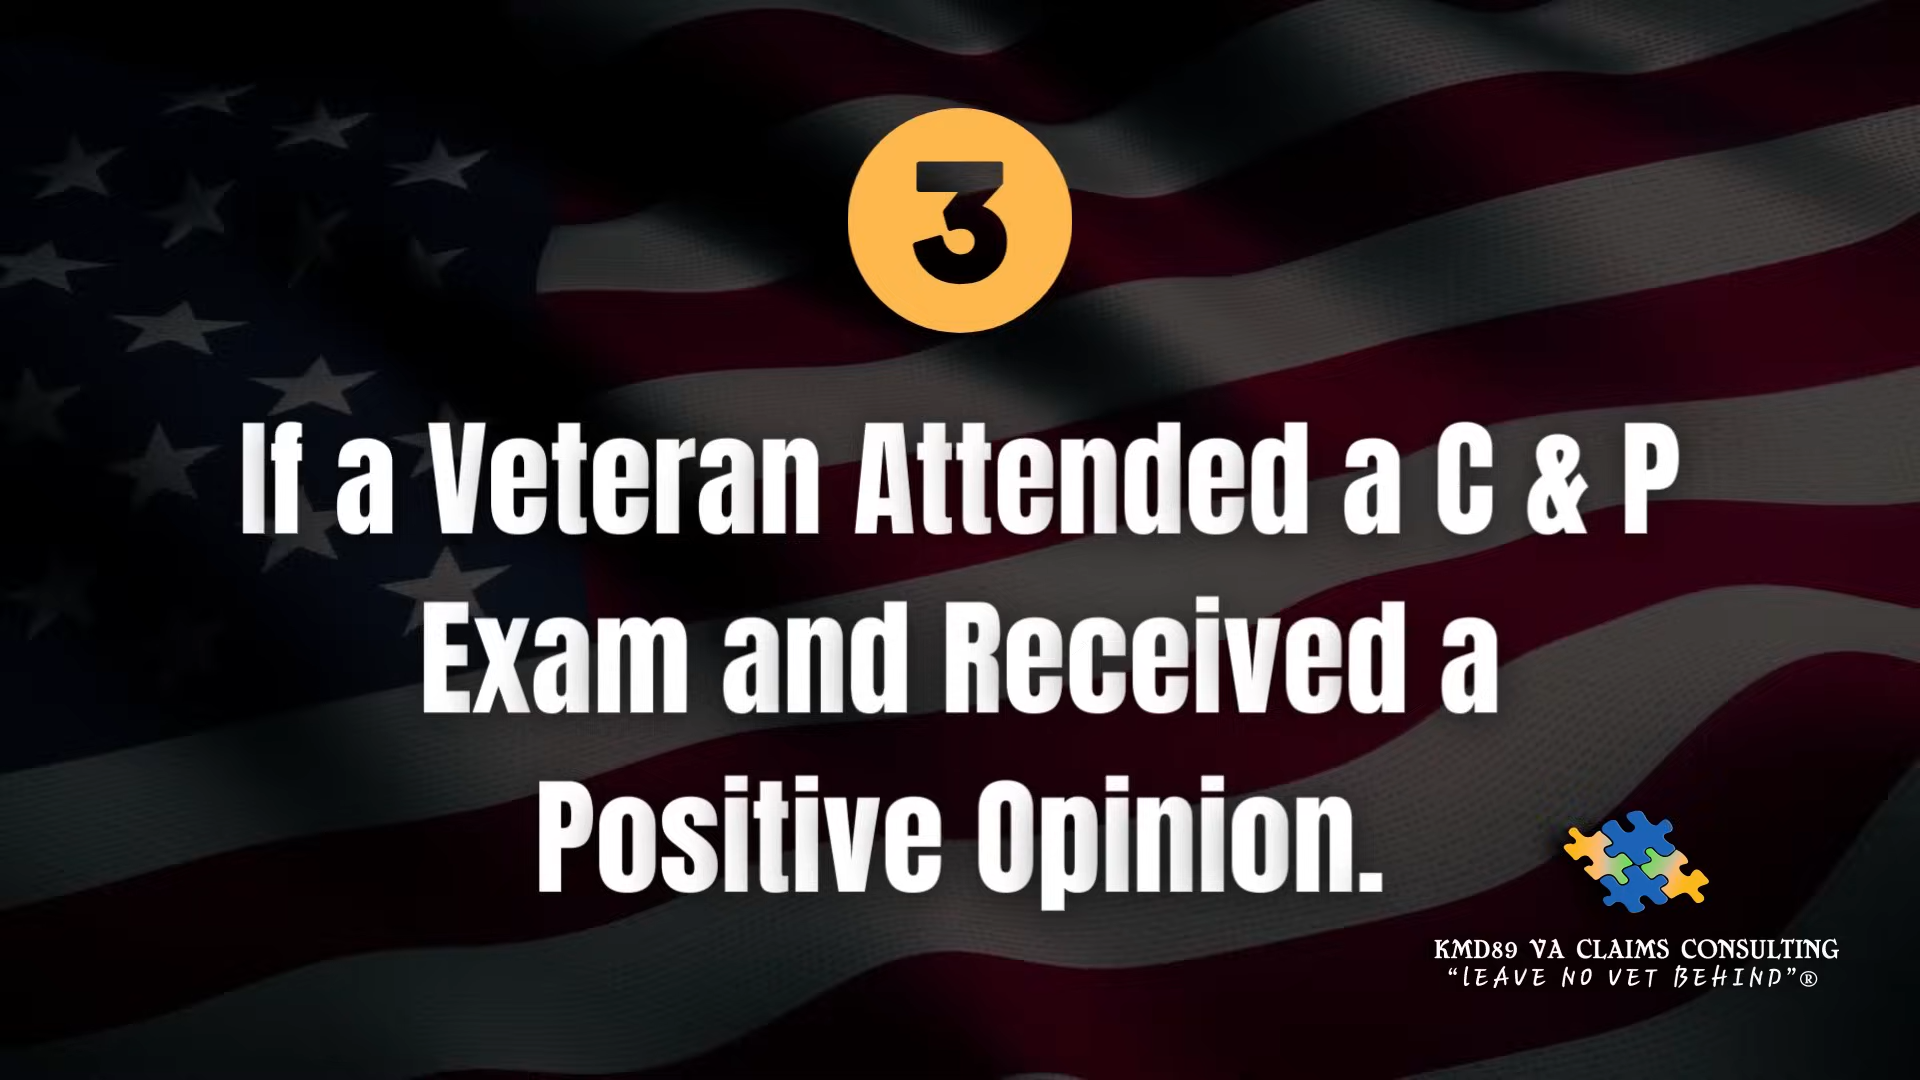 3
If a Veteran Attended a C & P
Exam and Received a
Positive Opinion.
KMD89 VA CLAIMS CONSULTING
“LEAVE NO VET BEHIND”®